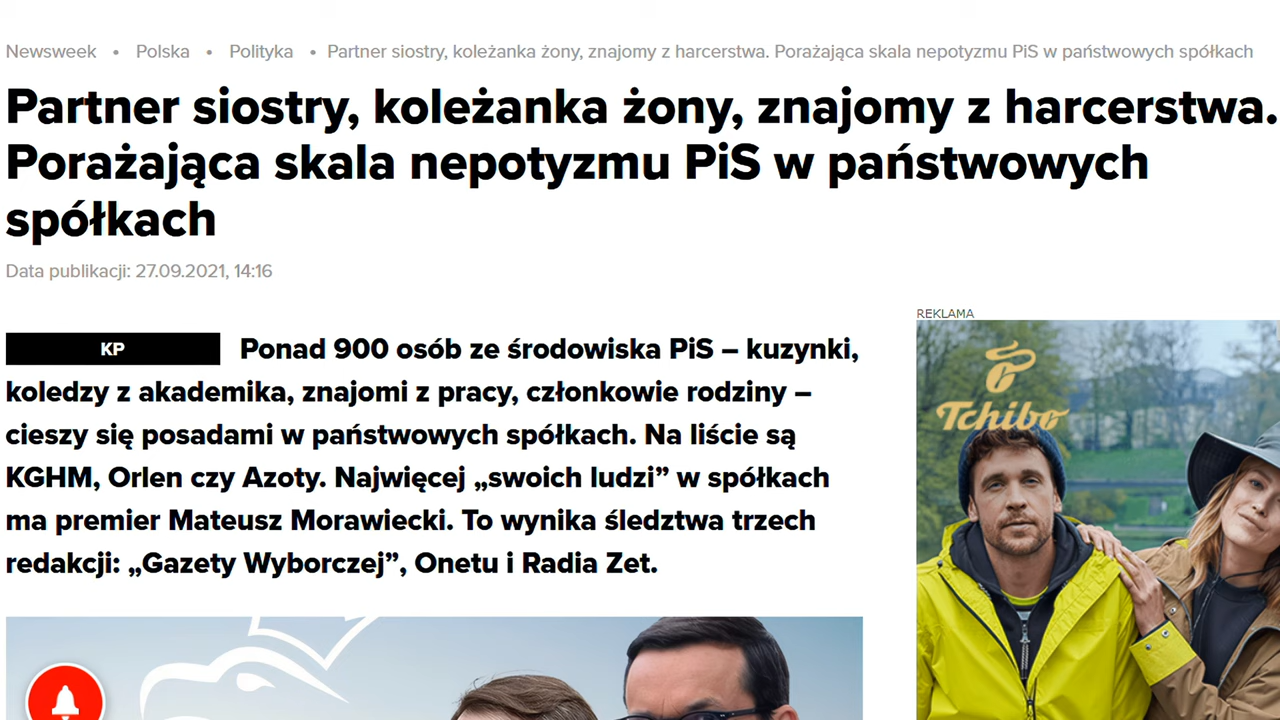 Newsweek • Polska • Polityka • Partner siostry, koleżanka żony, znajomy z harcerstwa. Porażająca skala nepotyzmu PiS w państwowych spółkach
Partner siostry, koleżanka żony, znajomy z harcerstwa.
Porażająca skala nepotyzmu PiS w państwowych
spółkach
Data publikacji: 27.09.2021, 14:16
KP Ponad 900 osób ze środowiska PiS – kuzynki,
koledzy z akademika, znajomi z pracy, członkowie rodziny –
cieszy się posadami w państwowych spółkach. Na liście są
KGHM, Orlen czy Azoty. Najwięcej „swoich ludzi” w spółkach
ma premier Mateusz Morawiecki. To wynika śledztwa trzech
redakcji: „Gazety Wyborczej”, Onetu i Radia Zet.
REKLAMA
Tchibo